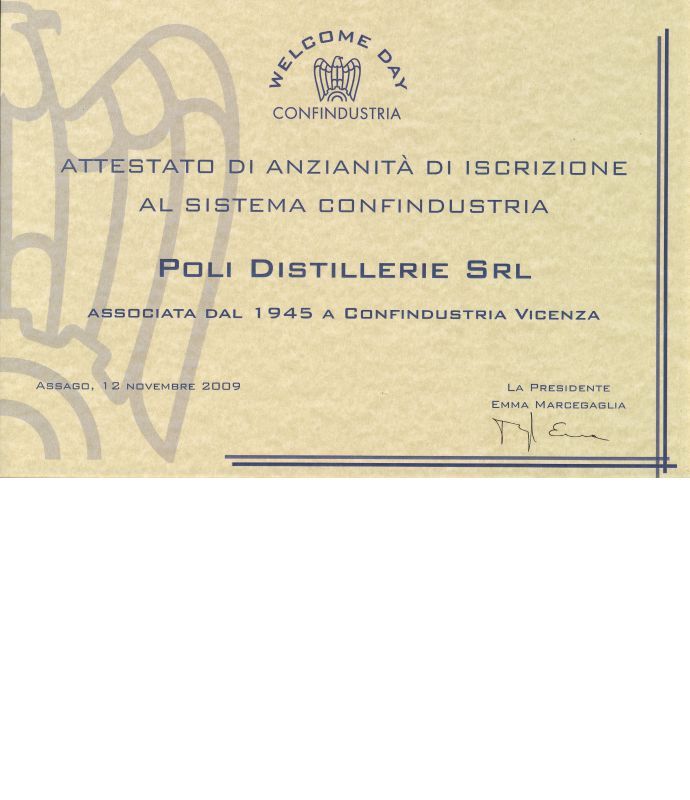 WELCOME DAY
CONFINDUSTRIA
ATTESTATO DI ANZIANITÀ DI ISCRIZIONE
AL SISTEMA CONFINDUSTRIA
POLI DISTILLERIE SRL
ASSOCIATA DAL 1945 A CONFINDUSTRIA VICENZA
ASSAGO, 12 NOVEMBRE 2009
LA PRESIDENTE
EMMA MARCEGAGLIA